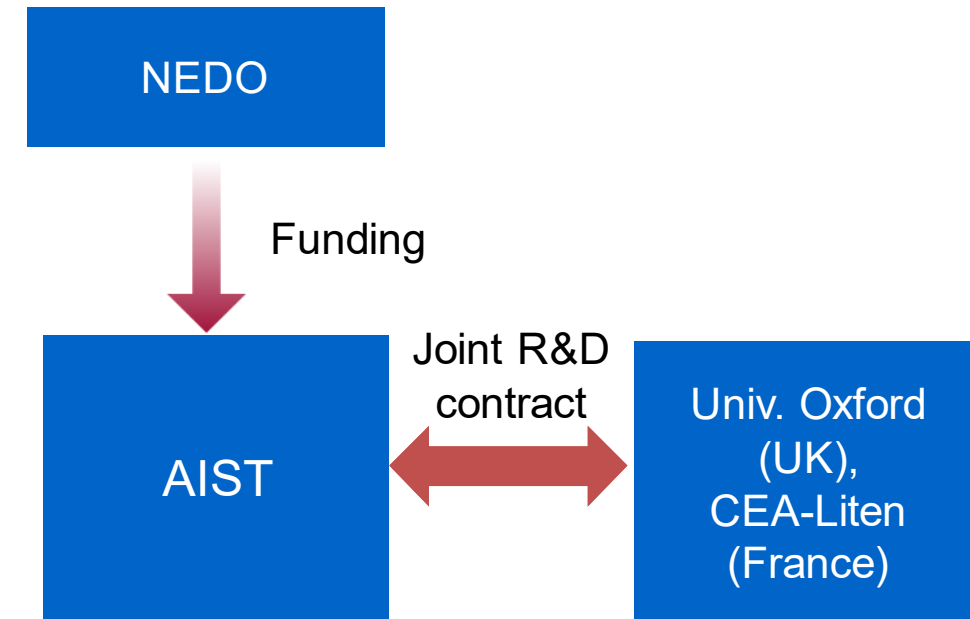 NEDO
Funding
Joint R&D
contract
AIST
Univ. Oxford
(UK),
CEA-Liten
(France)